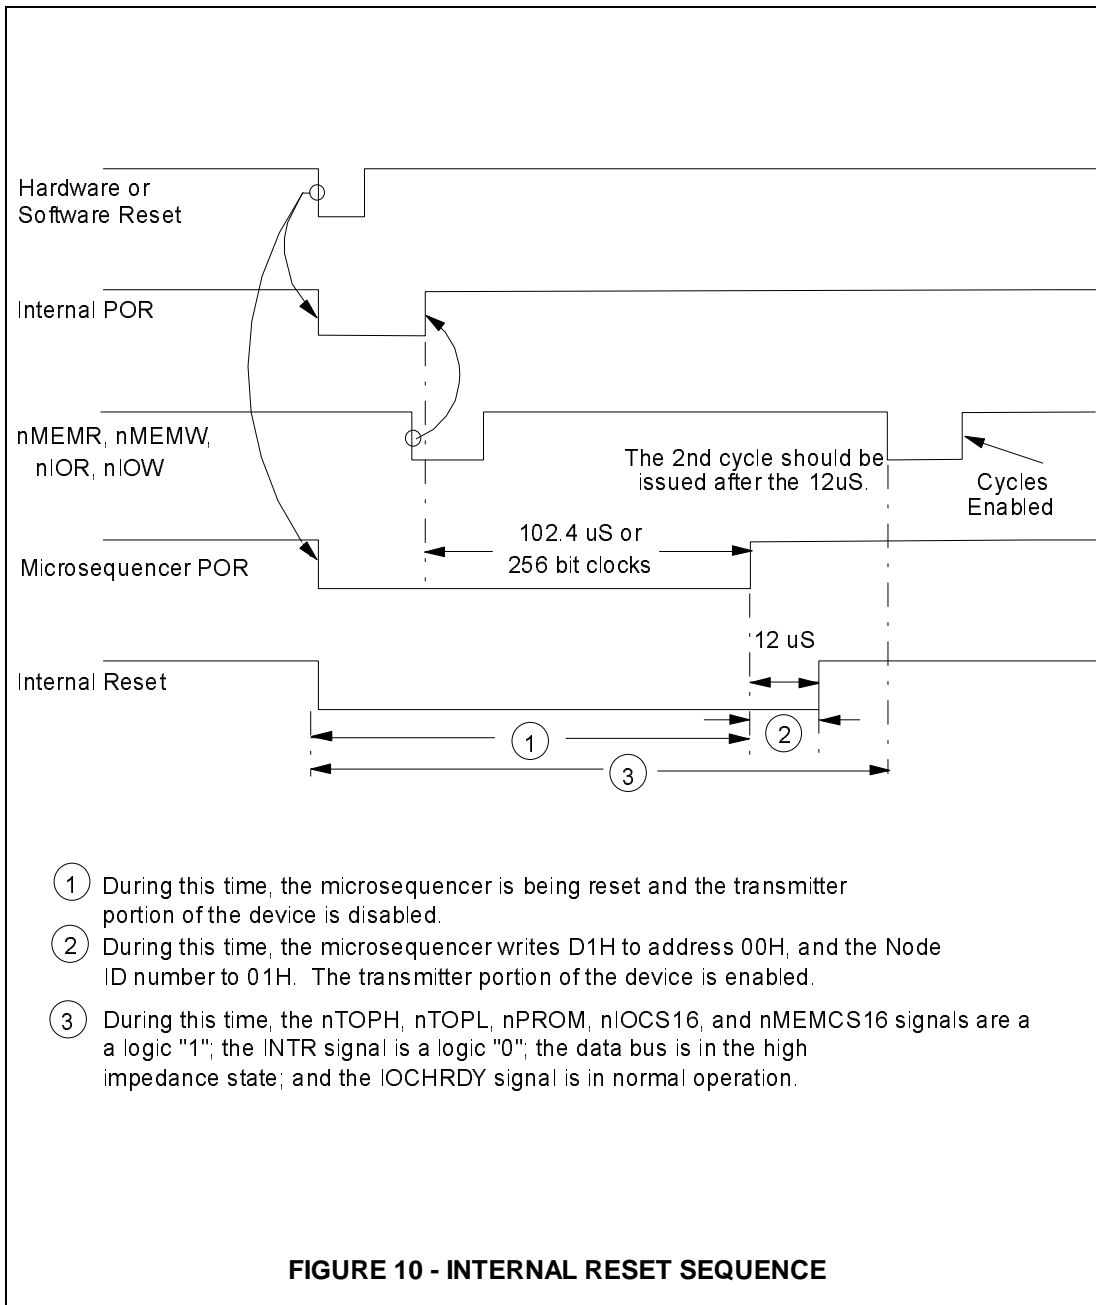 Hardware or
Software Reset
Internal POR
nMEMR, nMEMW,
nIOR, nIOW
The 2nd cycle should be
issued after the 12uS.
Cycles
Enabled
102.4 uS or
256 bit clocks
Microsequencer POR
12 uS
Internal Reset
1
2
3
1 During this time, the microsequencer is being reset and the transmitter
portion of the device is disabled.
2 During this time, the microsequencer writes D1H to address 00H, and the Node
ID number to 01H. The transmitter portion of the device is enabled.
3 During this time, the nTOPH, nTOPL, nPROM, nIOCS16, and nMEMCS16 signals are a
a logic "1"; the INTR signal is a logic "0"; the data bus is in the high
impedance state; and the IOCHRDY signal is in normal operation.
FIGURE 10 - INTERNAL RESET SEQUENCE